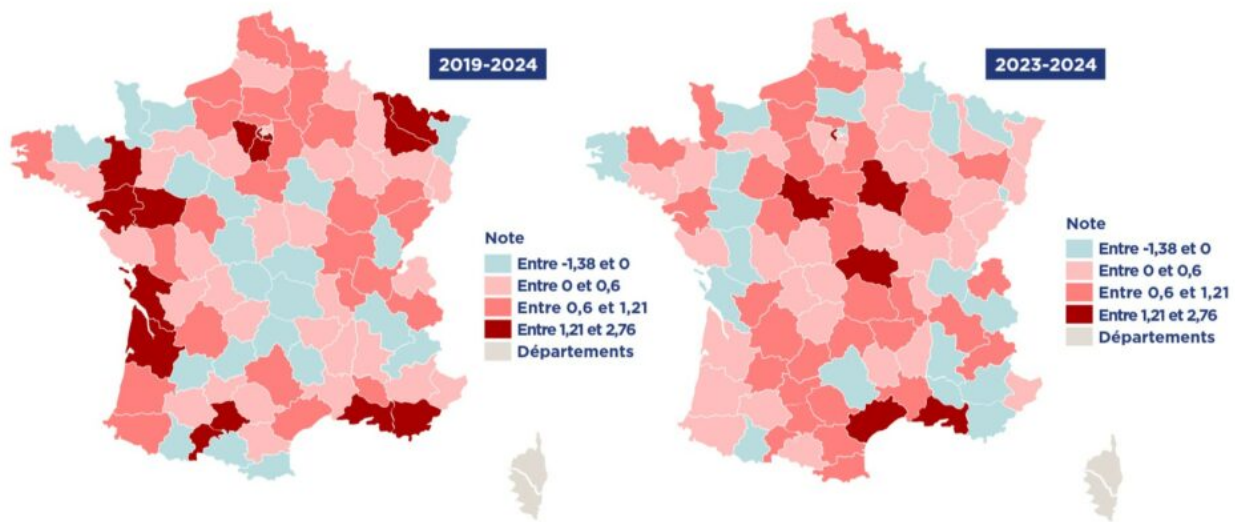 2019-2024
Note
Entre -1,38 et 0
Entre 0 et 0,6
Entre 0,6 et 1,21
Entre 1,21 et 2,76
Départements
2023-2024
Note
Entre -1,38 et 0
Entre 0 et 0,6
Entre 0,6 et 1,21
Entre 1,21 et 2,76
Départements